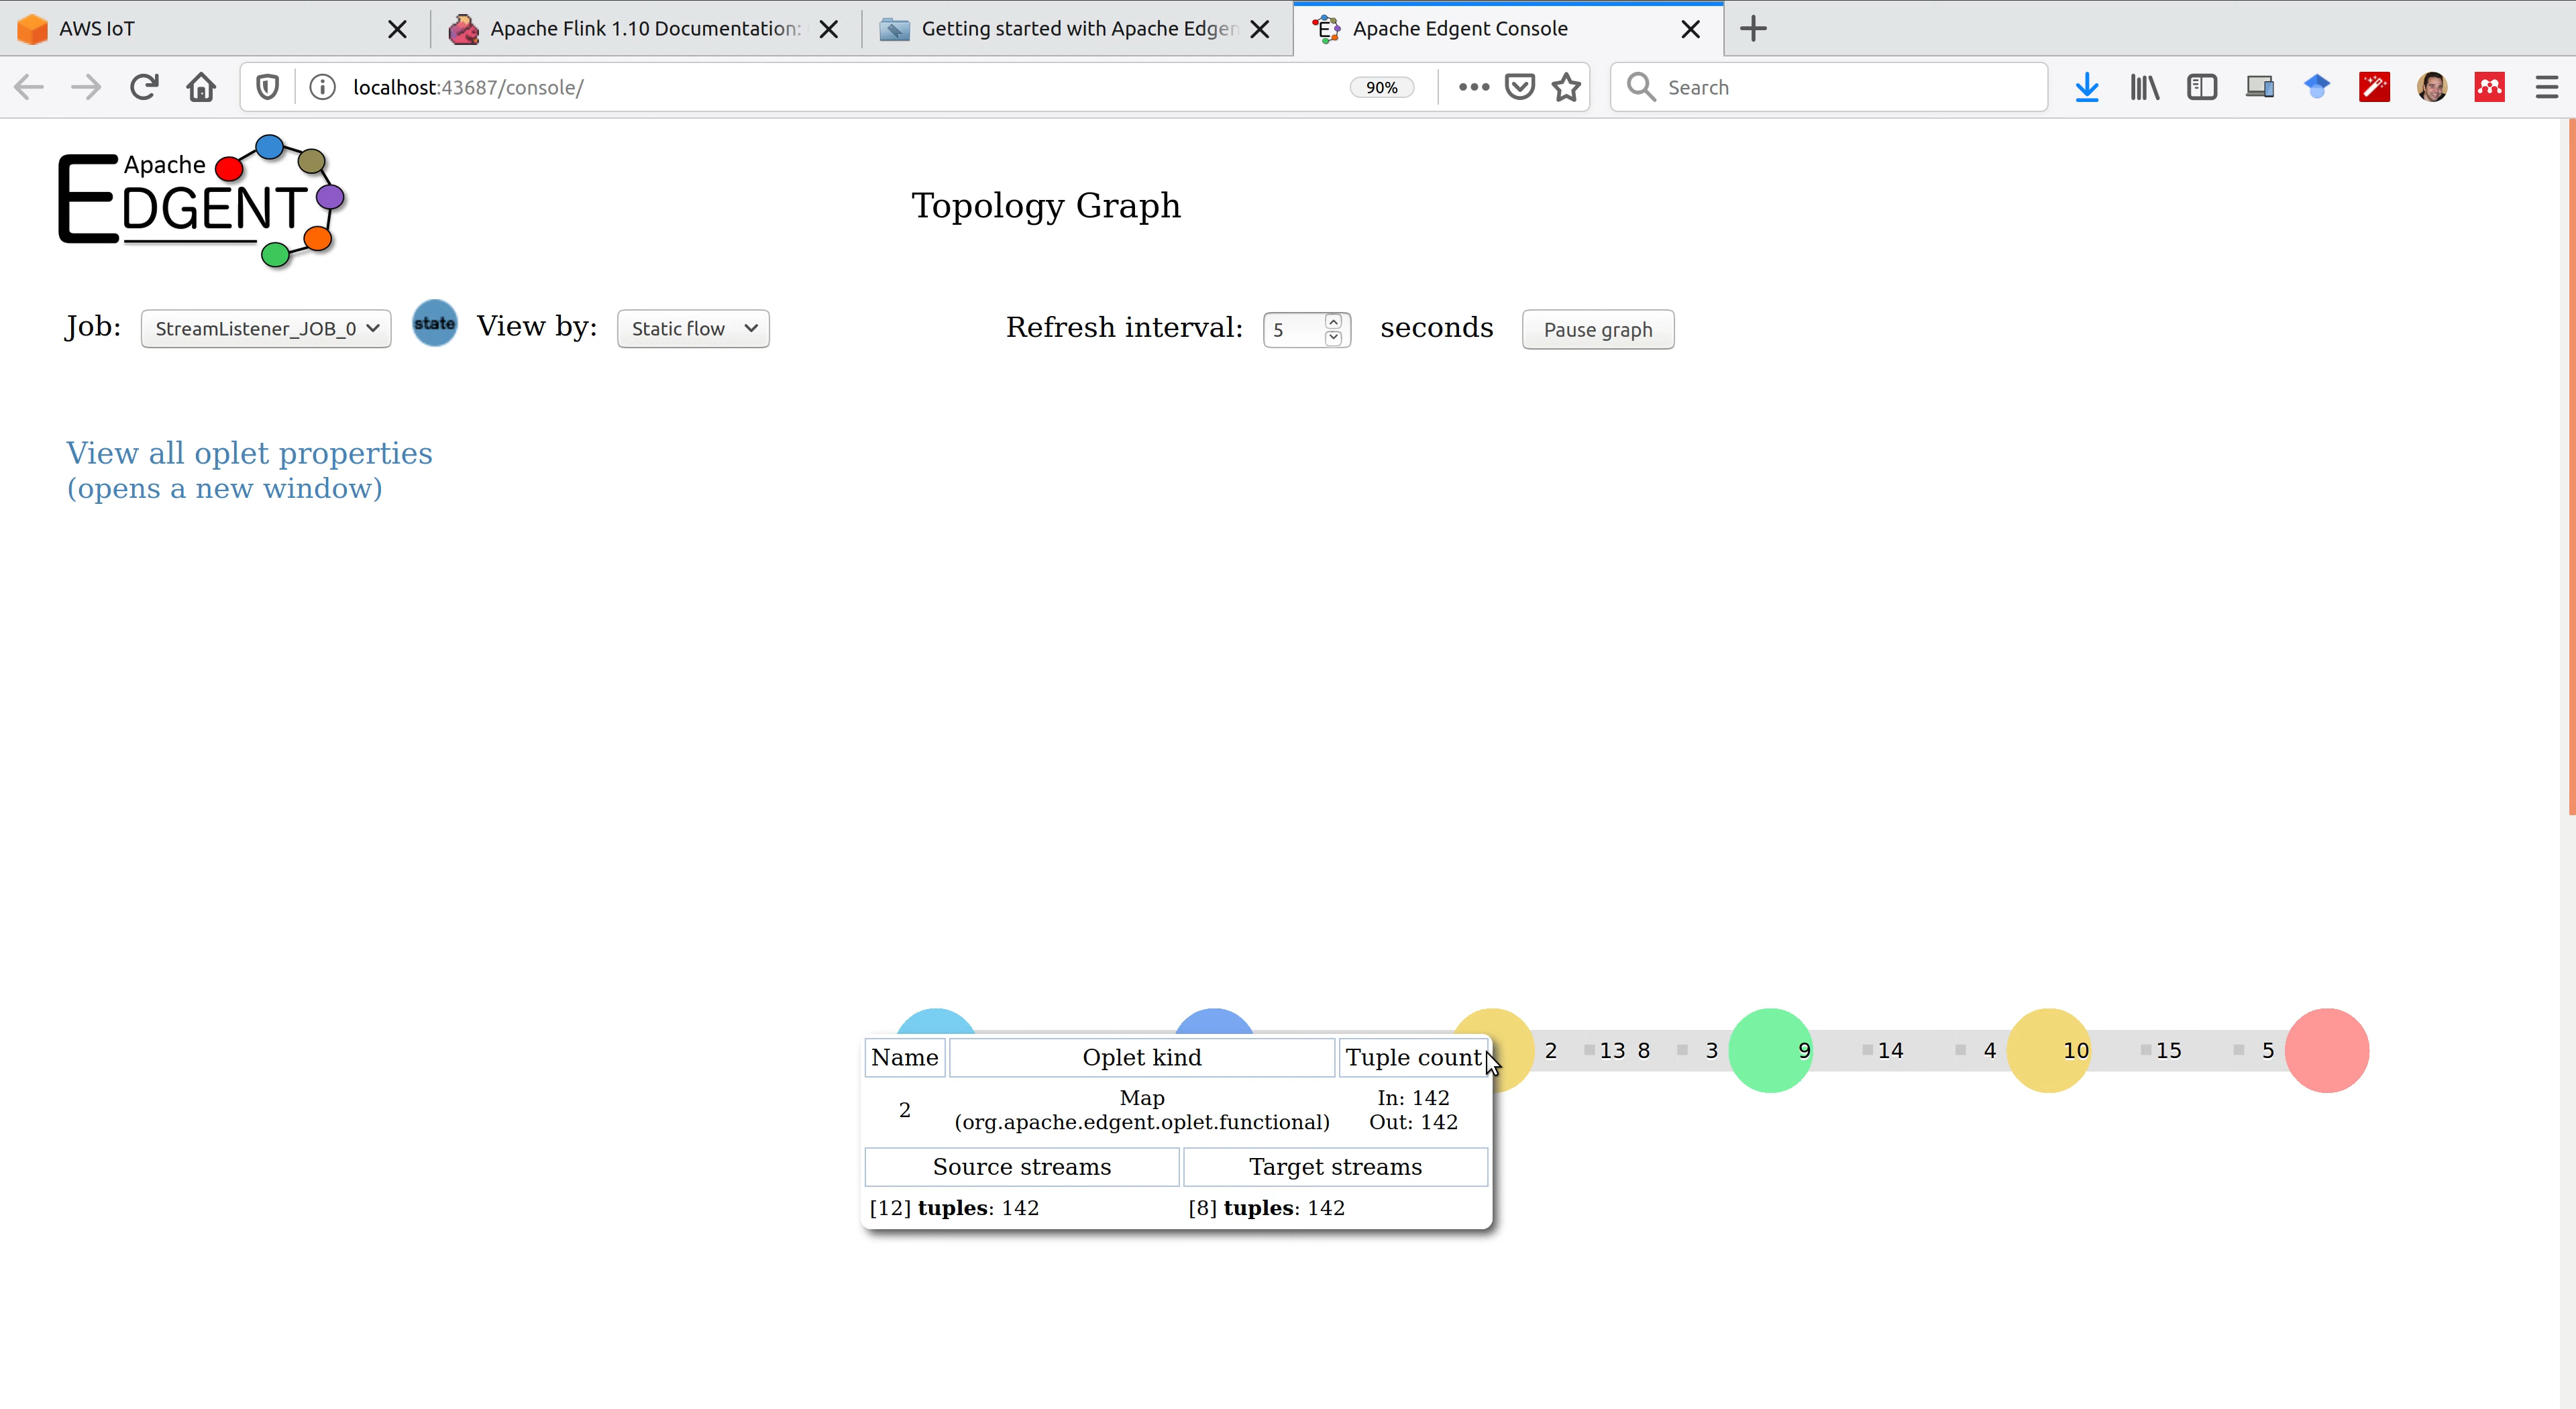 AWS IoT
Apache Flink 1.10 Documentation:
Getting started with Apache Edgen
Apache Edgent Console
localhost:43687/console/
90%
Search
Apache
EDGENT
Topology Graph
Job: StreamListener_JOB_0 state View by: Static flow Refresh interval: 5 seconds Pause graph
View all oplet properties
(opens a new window)
2 13 8 3 9 14 4 10 15 5
Name Oplet kind Tuple count
2 Map (org.apache.edgent.oplet.functional) In: 142 Out: 142
Source streams Target streams
[12] tuples: 142 [8] tuples: 142